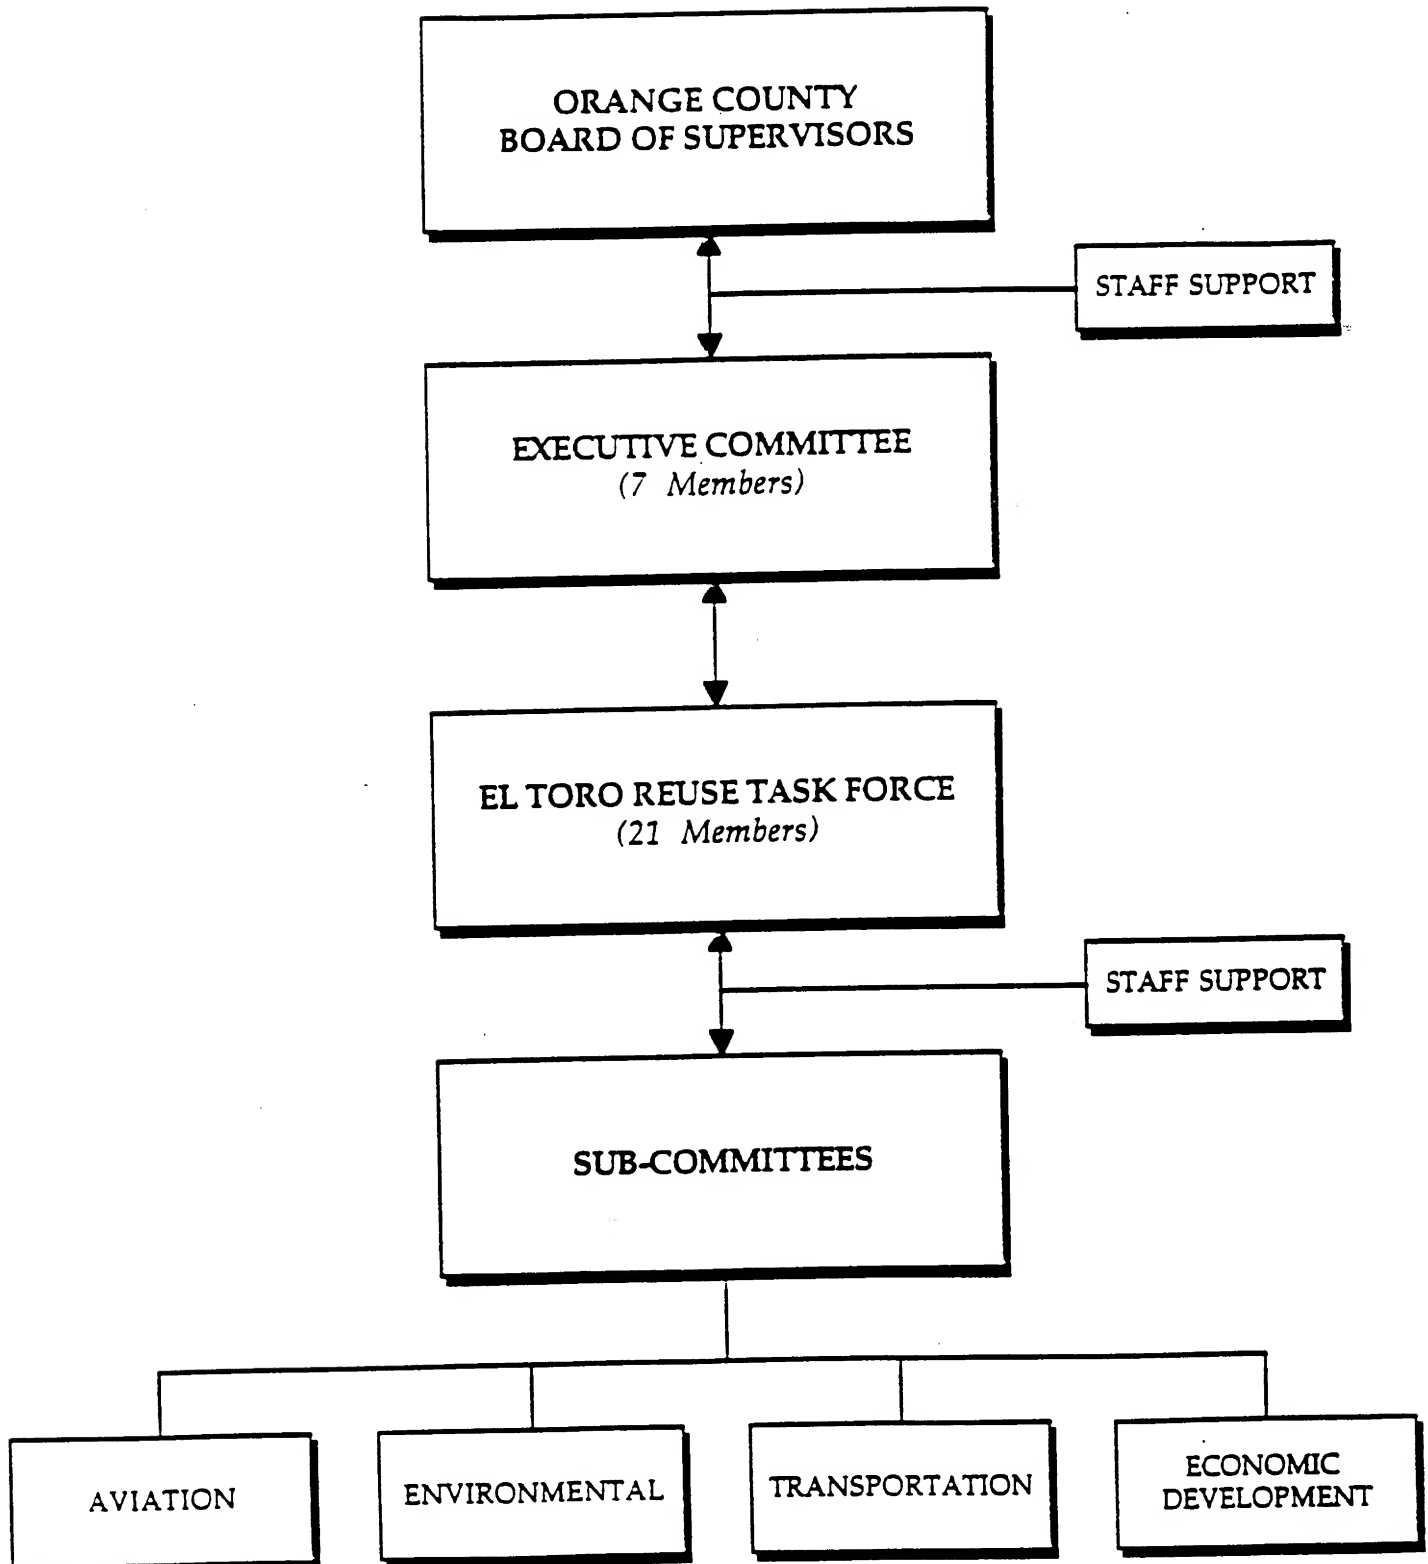 ORANGE COUNTY
BOARD OF SUPERVISORS
STAFF SUPPORT
EXECUTIVE COMMITTEE
(7 Members)
EL TORO REUSE TASK FORCE
(21 Members)
STAFF SUPPORT
SUB-COMMITTEES
AVIATION
ENVIRONMENTAL
TRANSPORTATION
ECONOMIC
DEVELOPMENT